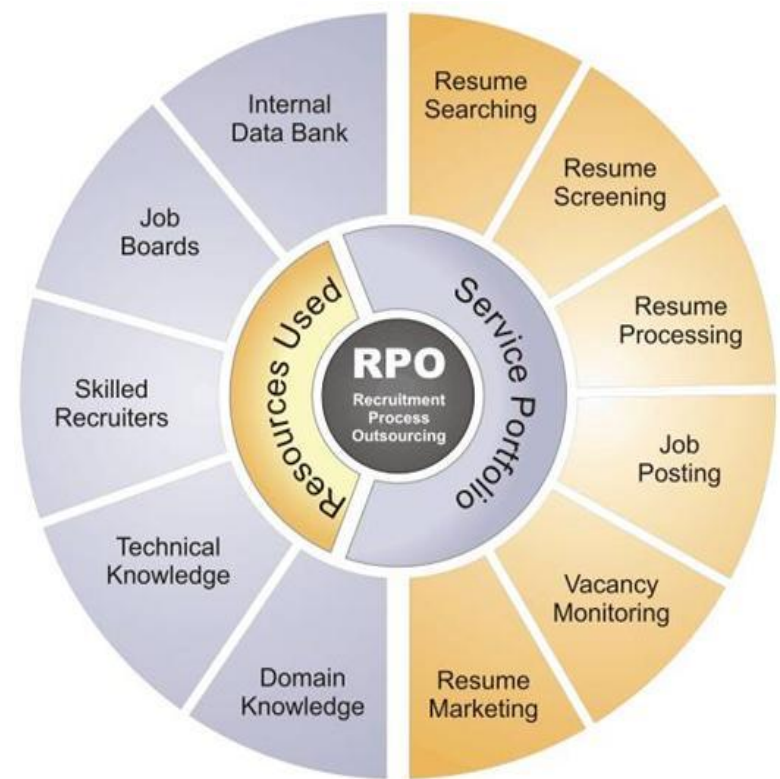 RPO
Recruitment
Process
Outsourcing
Resources Used
Service Portfolio
Internal
Data Bank
Job
Boards
Skilled
Recruiters
Technical
Knowledge
Domain
Knowledge
Resume
Searching
Resume
Screening
Resume
Processing
Job
Posting
Vacancy
Monitoring
Resume
Marketing